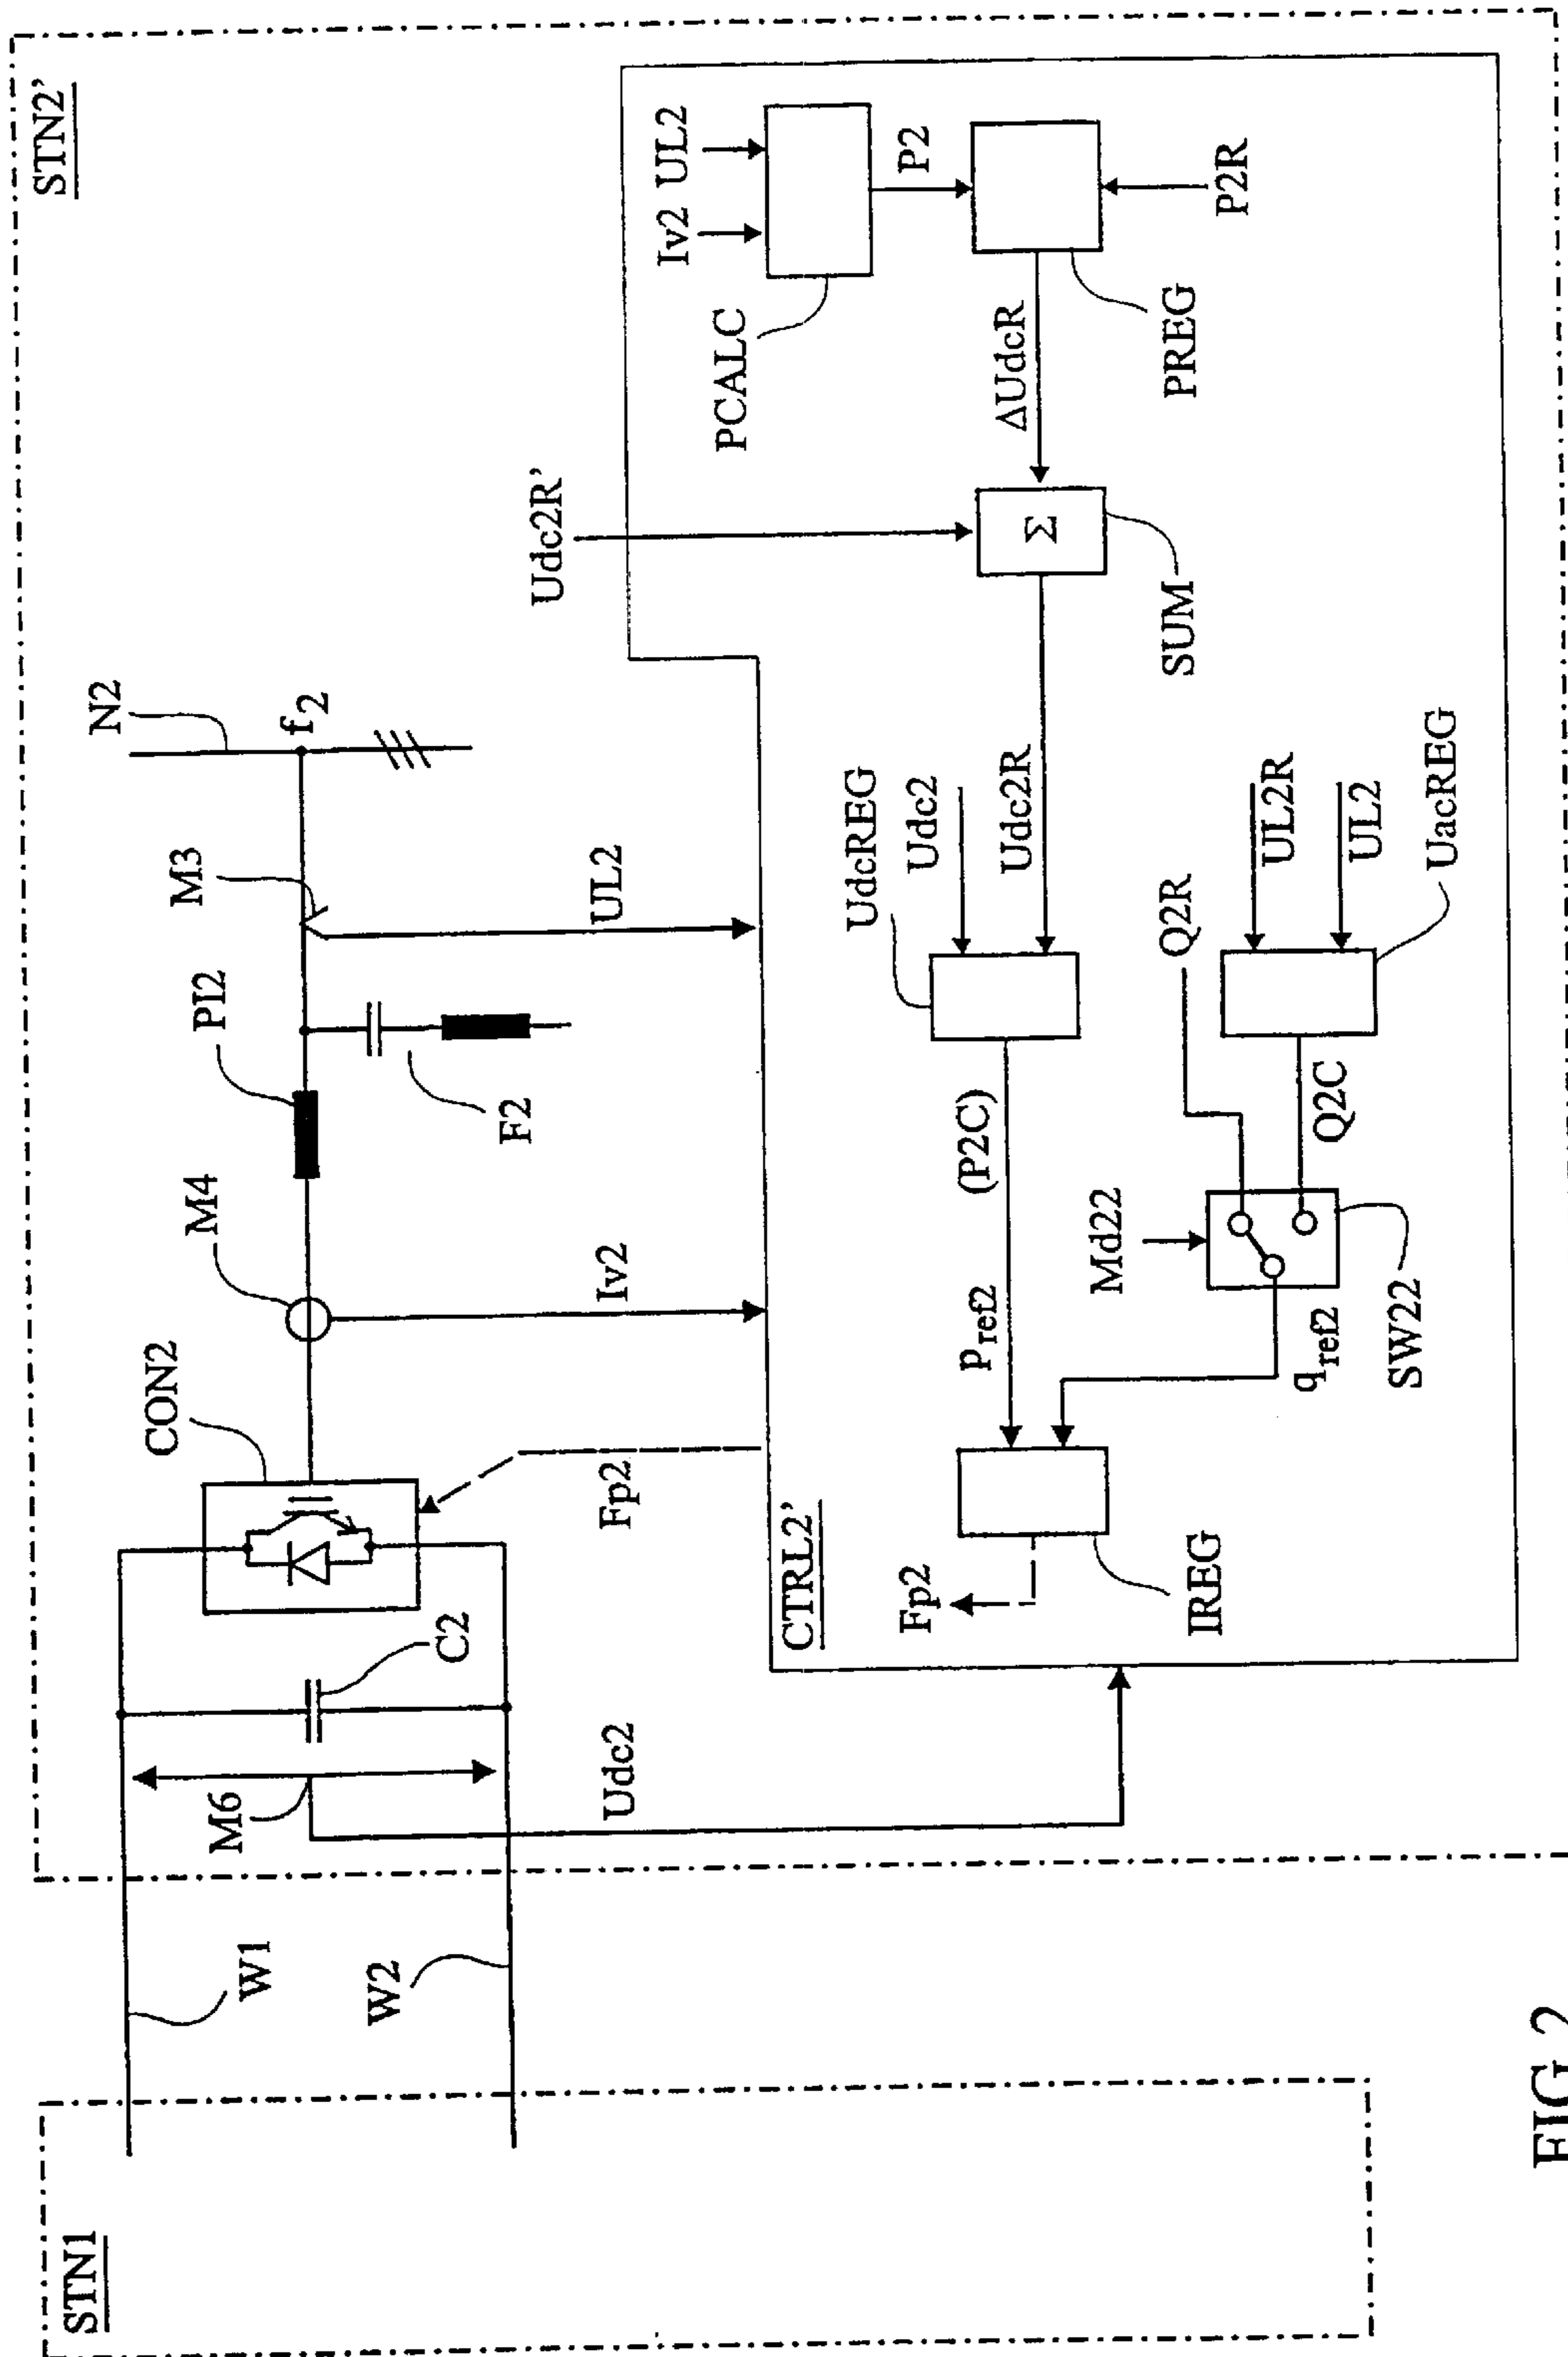 STN1
STN2'
W1
W2
M6
C2
Udc2
CON2
Fp2
M4
Iv2
PI2
F2
M3
UL2
N2
f2
CTRL2'
Udc2R'
Iv2
UL2
PCALC
P2
P2R
PREG
ΔUdcR
Σ
SUM
UdcREG
Udc2
Udc2R
(P2C)
pref2
Fp2
IREG
Q2R
Md22
qref2
SW22
Q2C
UL2R
UL2
UacREG
FIG 2